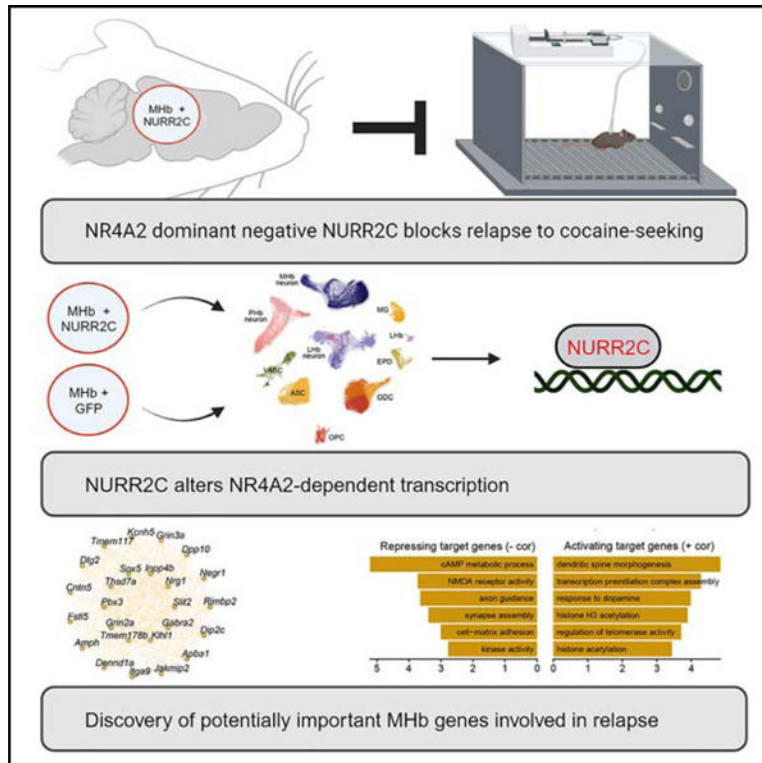 MHb +
NURR2C
NR4A2 dominant negative NURR2C blocks relapse to cocaine-seeking
MHb +
NURR2C
MHb +
GFP
MHb
neuron
PHb
neuron
MG
LHb
LHb
neuron
EPD
VASC
ASC
ODC
OPC
NURR2C
NURR2C alters NR4A2-dependent transcription
Kcnh5
Grin3a
Tmem117
Dpp10
Dlg2
Sox5
Inpp4b
Negr1
Cntn5
Thsd7a
Nrg1
Pbx3
Slit2
Rimbp2
Fstl5
Grin2a
Gabra2
Dip2c
Amph
Tmem178b
Klhl1
Apba1
Dennd1a
Itga9
Jakmip2
Repressing target genes (- cor)
cAMP metabolic process
NMDA receptor activity
axon guidance
synapse assembly
cell-matrix adhesion
kinase activity
5 4 3 2 1 0
Activating target genes (+ cor)
dendritic spine morphogenesis
transcription preinitiation complex assembly
response to dopamine
histone H3 acetylation
regulation of telomerase activity
histone acetylation
0 1 2 3 4
Discovery of potentially important MHb genes involved in relapse